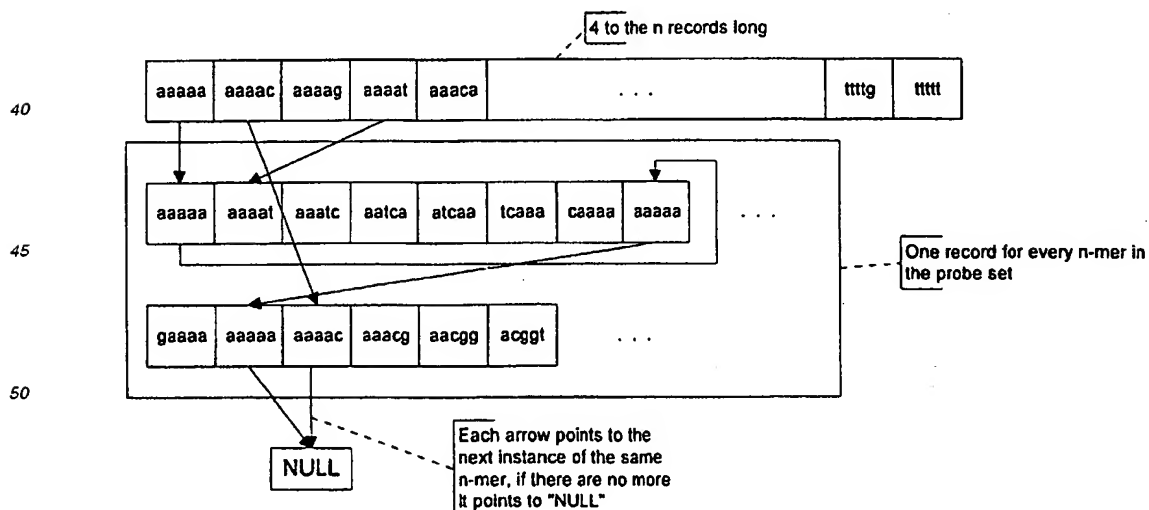 4 to the n records long
aaaaa aaaac aaaag aaaat aaaca . . . ttttg ttttt
40
aaaaa aaaat aaatc aatca atcaa tcaaa caaaa aaaaa . . .
45
One record for every n-mer in
the probe set
gaaaa aaaaa aaaac aaacg aacgg acggt . . .
50
Each arrow points to the
next instance of the same
n-mer, if there are no more
it points to "NULL"
NULL